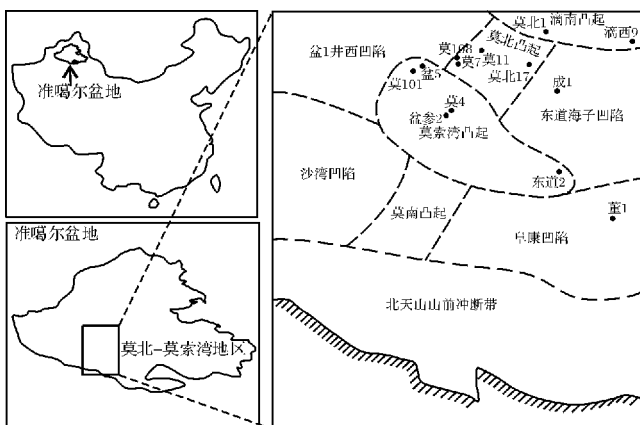 准噶尔盆地
准噶尔盆地
莫北-莫索湾地区
莫北1
滴南凸起
滴西9
莫北凸起
盆1井西凹陷
莫108
莫7
莫11
盆5
莫101
莫北17
成1
莫4
盆参2
东道海子凹陷
莫索湾凸起
沙湾凹陷
东道2
莫南凸起
董1
阜康凹陷
北天山山前冲断带